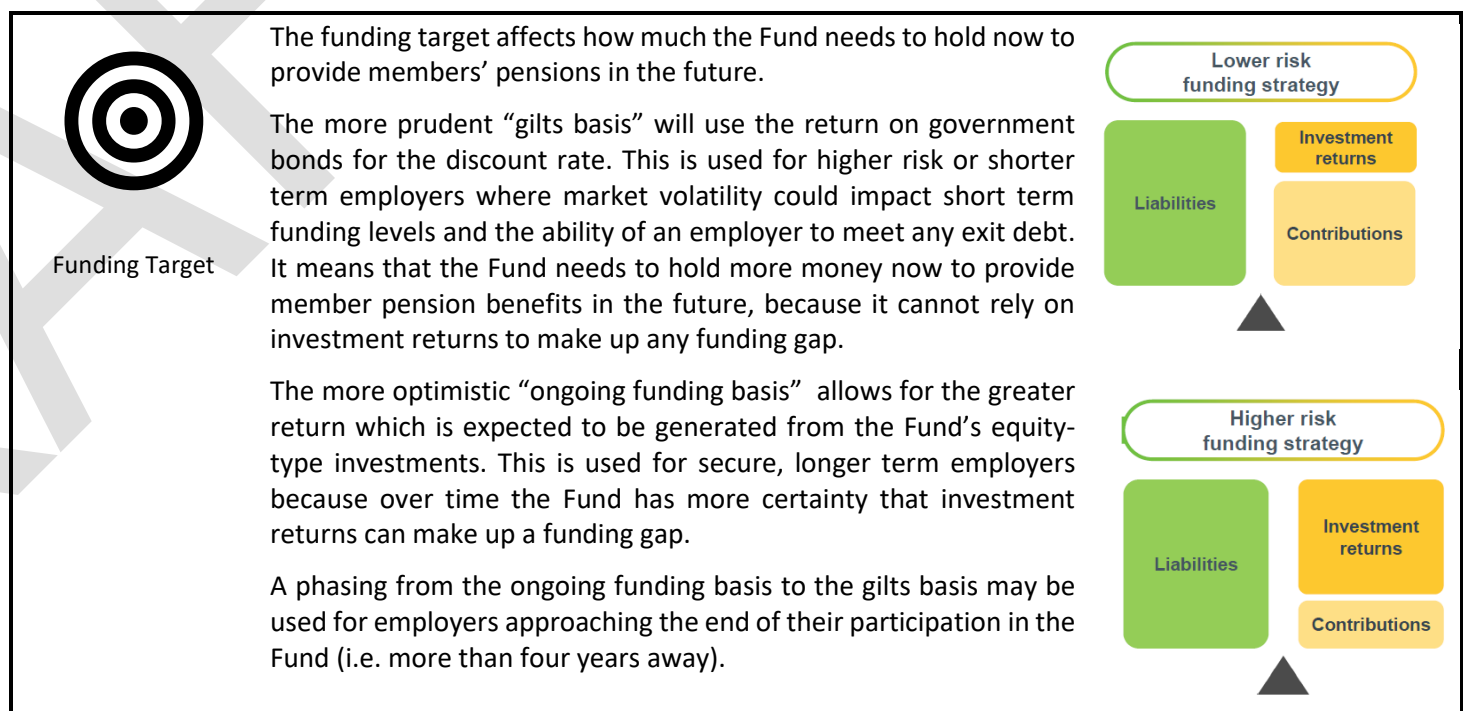 Funding Target
The funding target affects how much the Fund needs to hold now to
provide members’ pensions in the future.
The more prudent “gilts basis” will use the return on government
bonds for the discount rate. This is used for higher risk or shorter
term employers where market volatility could impact short term
funding levels and the ability of an employer to meet any exit debt.
It means that the Fund needs to hold more money now to provide
member pension benefits in the future, because it cannot rely on
investment returns to make up any funding gap.
The more optimistic “ongoing funding basis” allows for the greater
return which is expected to be generated from the Fund’s equity-
type investments. This is used for secure, longer term employers
because over time the Fund has more certainty that investment
returns can make up a funding gap.
A phasing from the ongoing funding basis to the gilts basis may be
used for employers approaching the end of their participation in the
Fund (i.e. more than four years away).
Lower risk
funding strategy
Liabilities
Investment
returns
Contributions
Higher risk
funding strategy
Liabilities
Investment
returns
Contributions